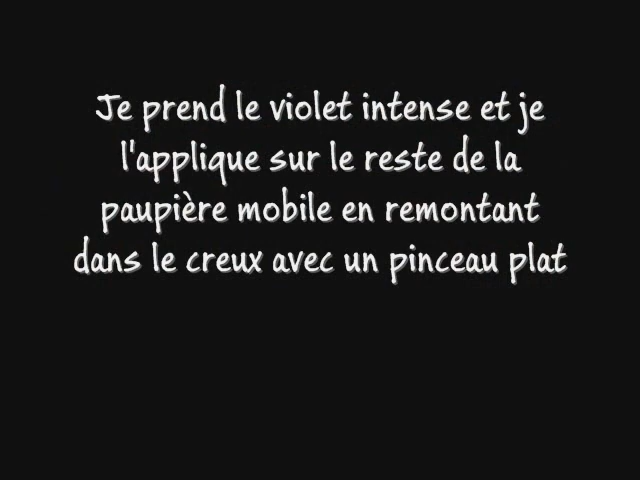 Je prend le violet intense et je
l'applique sur le reste de la
paupière mobile en remontant
dans le creux avec un pinceau plat